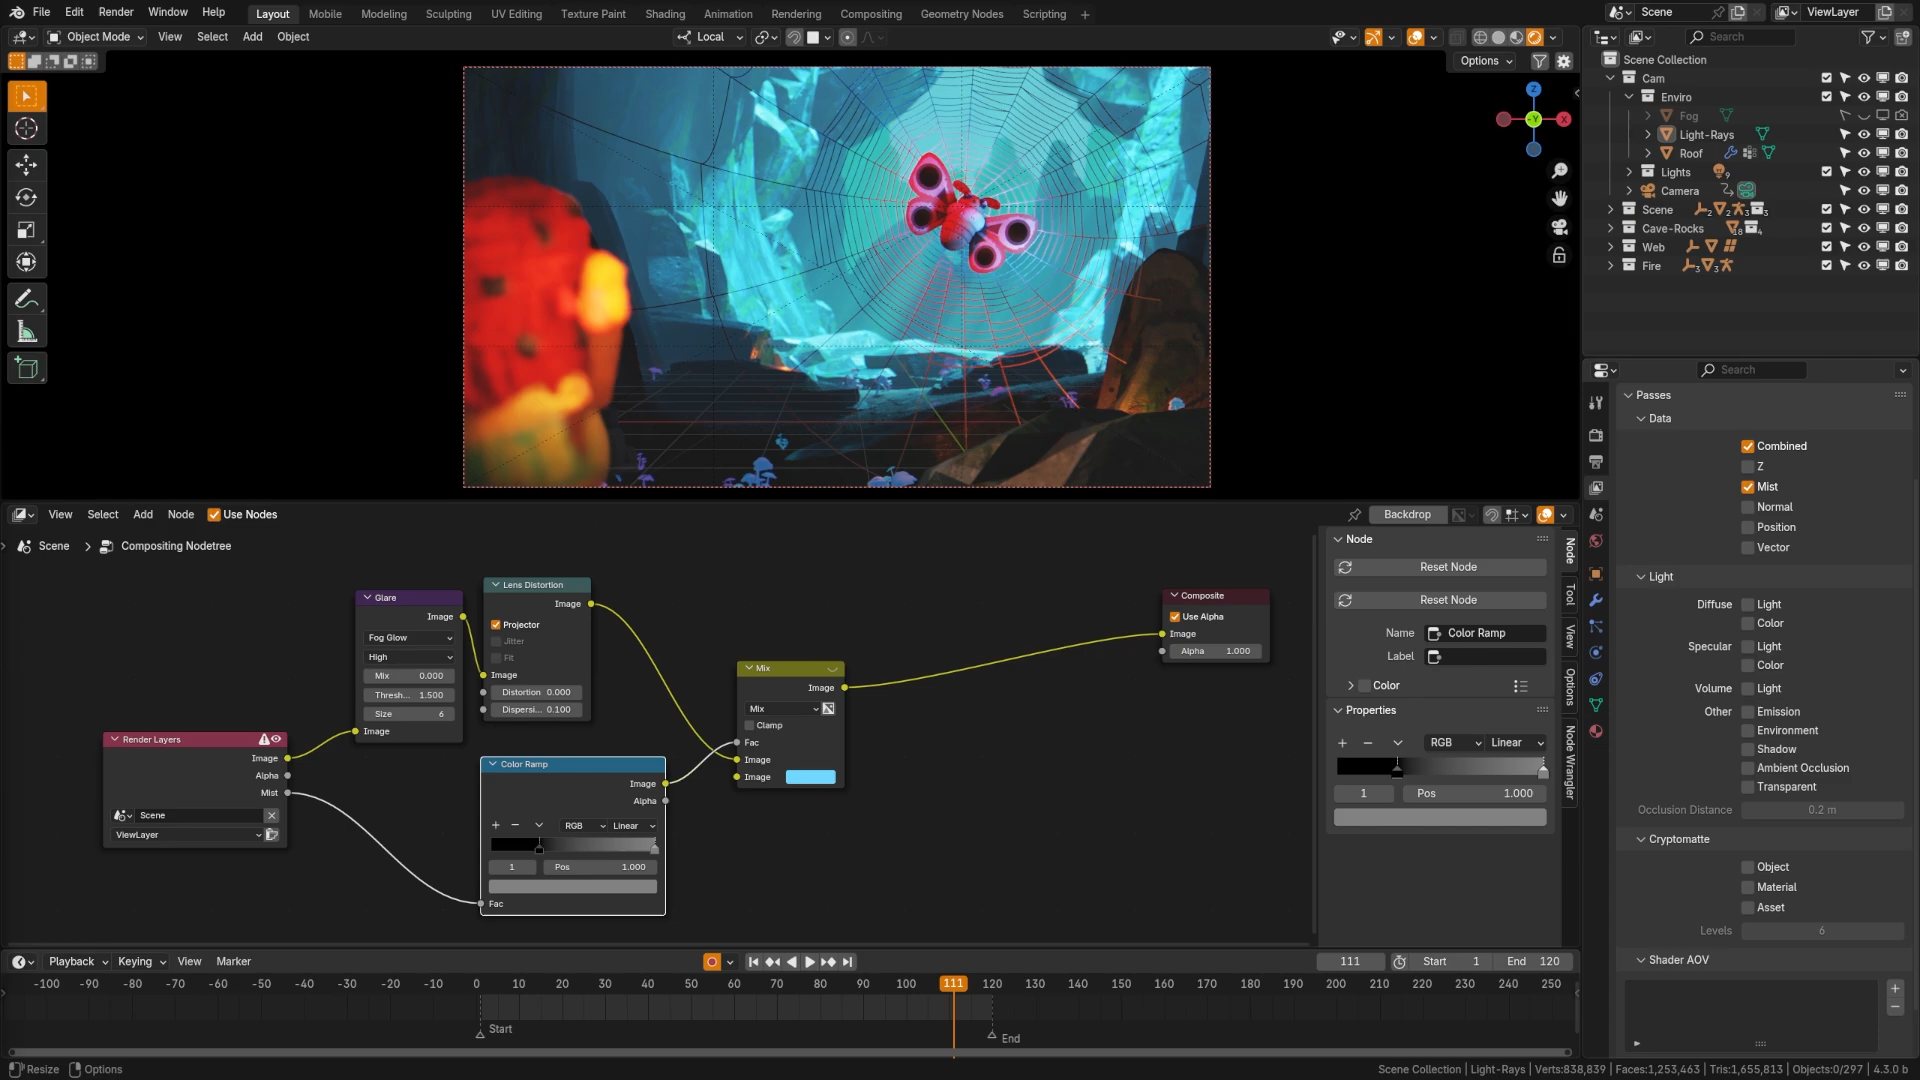 File Edit Render Window Help Layout Mobile Modeling Sculpting UV Editing Texture Paint Shading Animation Rendering Compositing Geometry Nodes Scripting + Scene ViewLayer
Object Mode View Select Add Object Local Search
Options
Z
-Y
X
Scene Collection
Cam
Enviro
Fog
Light-Rays
Roof
Lights 9
Camera
Scene 2 2 3 3
Cave-Rocks 18 4
Web
Fire 3 3
Search
Passes
Data
Combined
Z
Mist
Normal
Position
Vector
Light
Diffuse Light
Color
Specular Light
Color
Volume Light
Other Emission
Environment
Shadow
Ambient Occlusion
Transparent
Occlusion Distance 0.2 m
Cryptomatte
Object
Material
Asset
Levels 6
Shader AOV
View Select Add Node Use Nodes Backdrop
Scene > Compositing Nodetree
Render Layers
Image
Alpha
Mist
Scene
ViewLayer
Glare
Image
Fog Glow
High
Mix 0.000
Thresh... 1.500
Size 6
Image
Lens Distortion
Image
Projector
Jitter
Fit
Image
Distortion 0.000
Dispersi... 0.100
Color Ramp
Image
Alpha
+ − RGB Linear
1 Pos 1.000
Fac
Mix
Image
Mix
Clamp
Fac
Image
Image
Composite
Use Alpha
Image
Alpha 1.000
Node
Reset Node
Reset Node
Name Color Ramp
Label
Color
Properties
+ − RGB Linear
1 Pos 1.000
Node
Tool
View
Options
Node Wrangler
Playback Keying View Marker 111 Start 1 End 120
-100 -90 -80 -70 -60 -50 -40 -30 -20 -10 0 10 20 30 40 50 60 70 80 90 100 111 120 130 140 150 160 170 180 190 200 210 220 230 240 250
Start
End
Resize Options Scene Collection | Light-Rays | Verts:838,839 | Faces:1,253,463 | Tris:1,655,813 | Objects:0/297 | 4.3.0 b